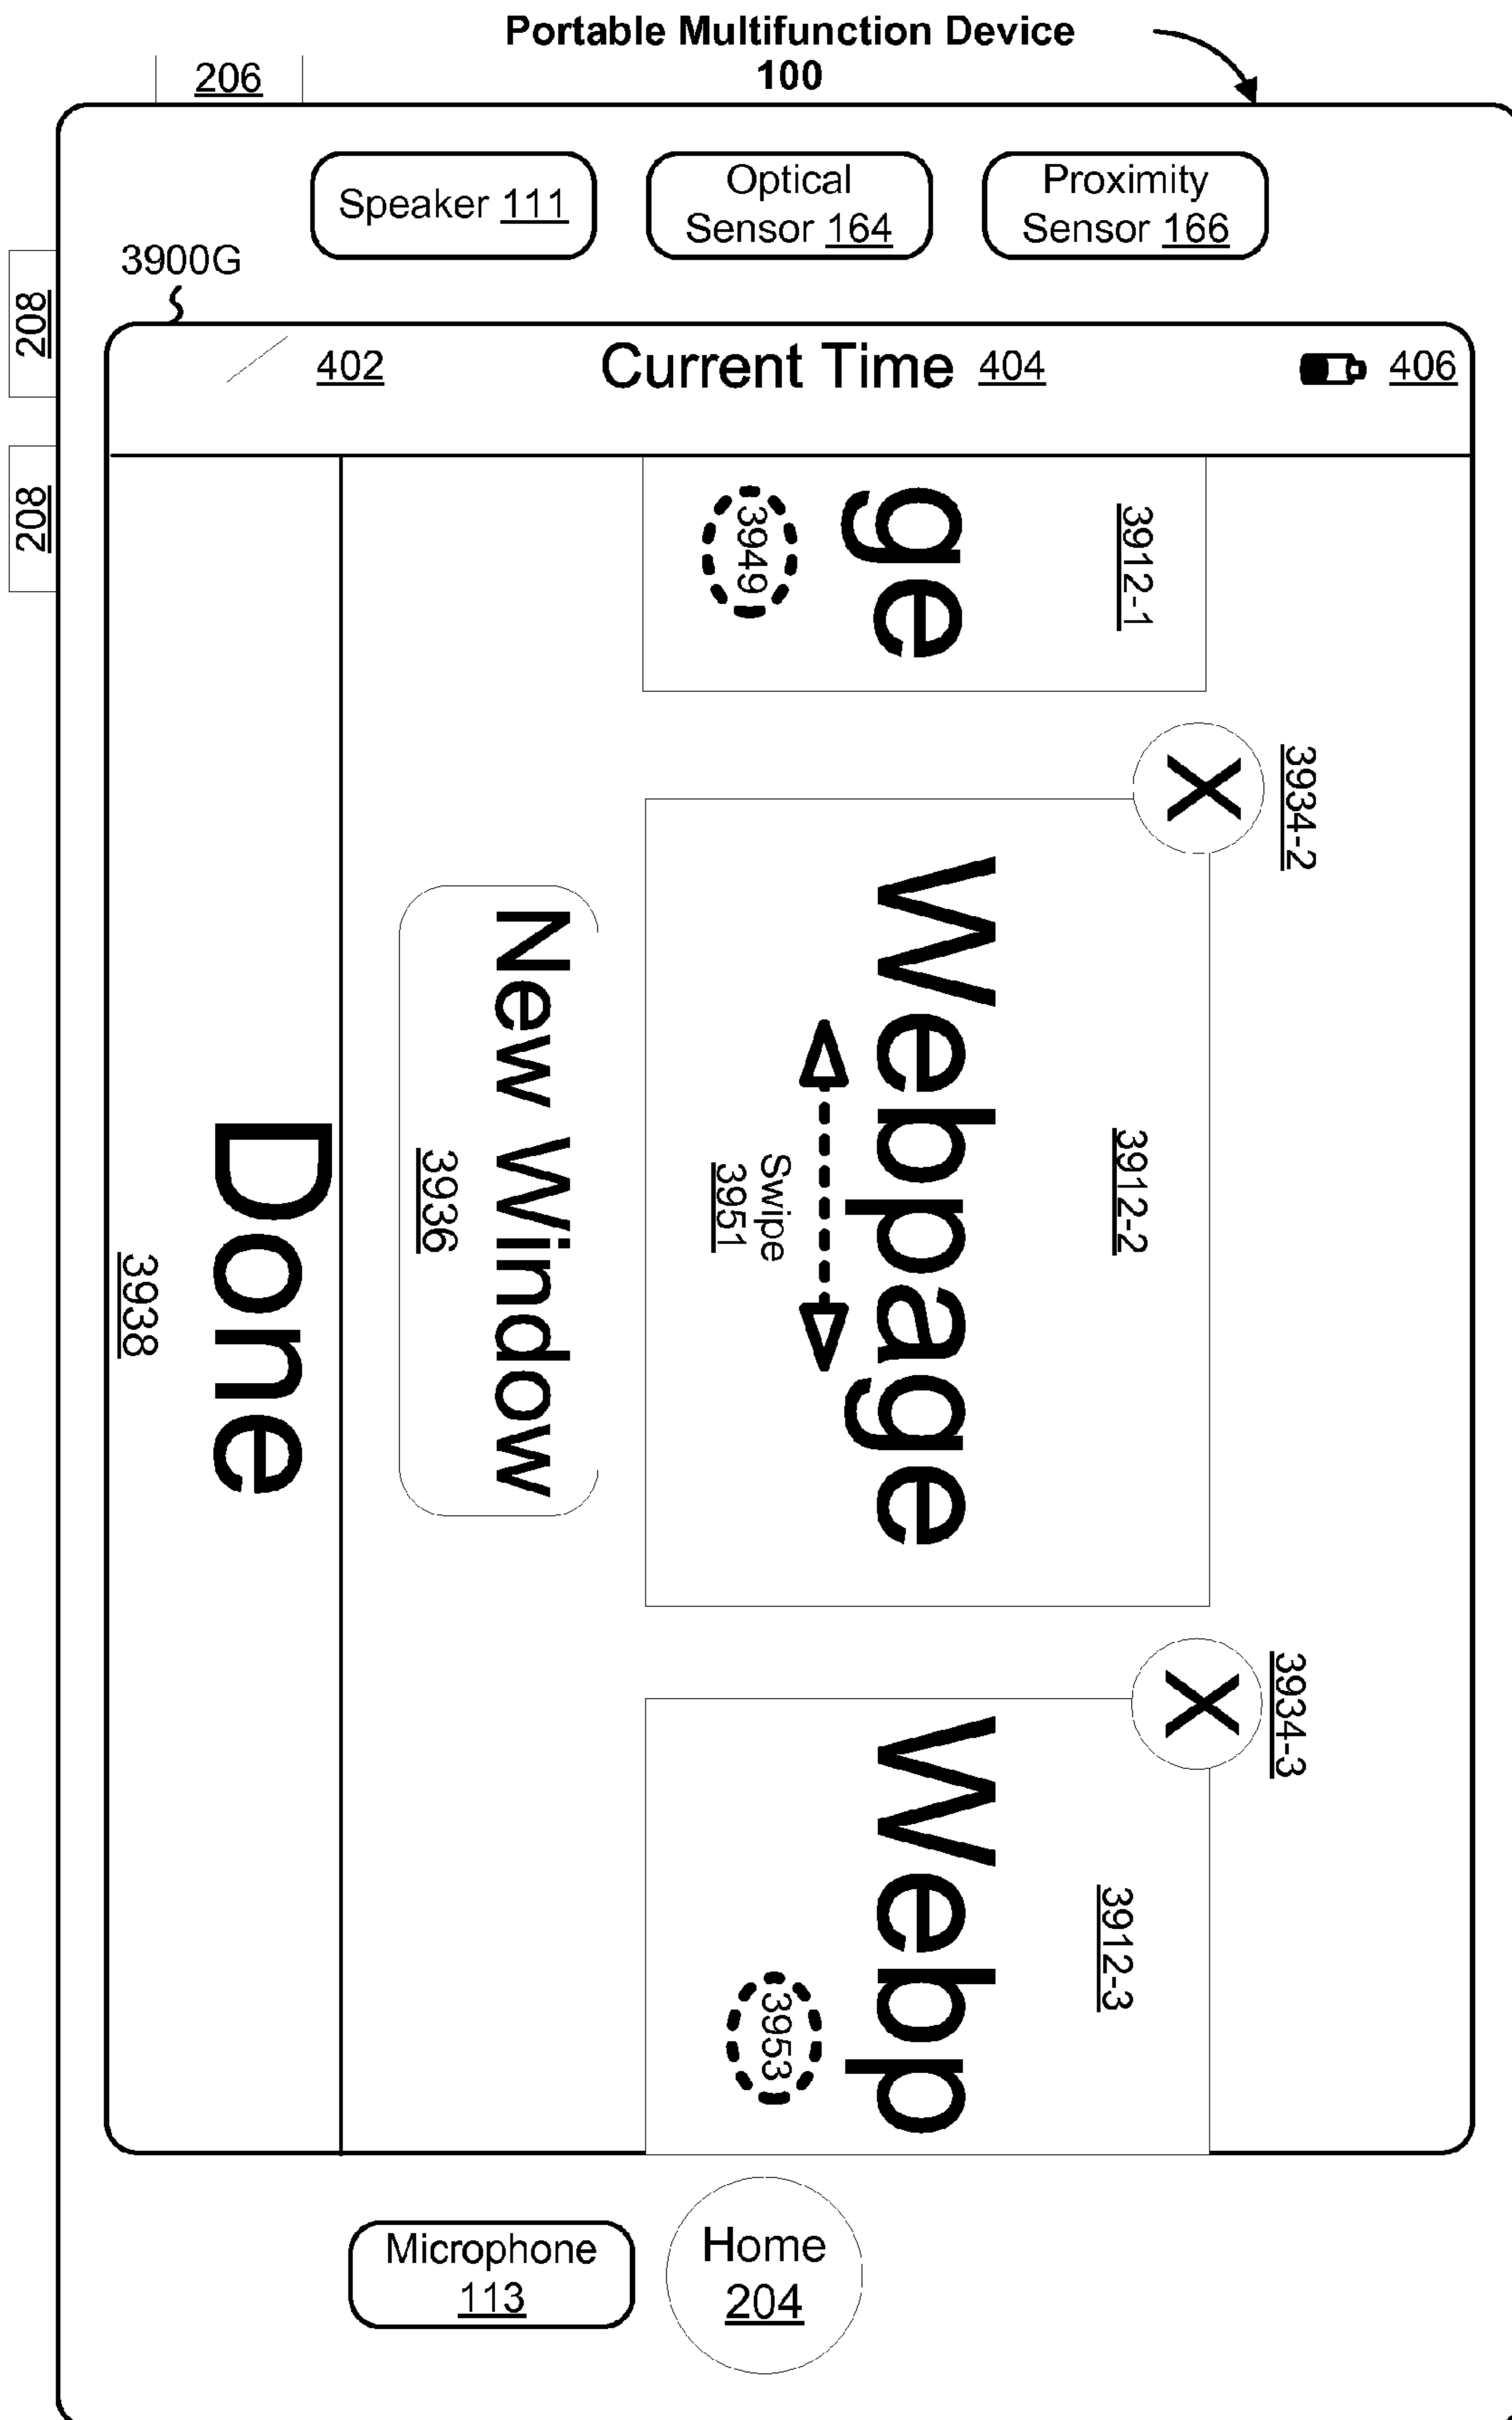 Portable Multifunction Device
100
206
Speaker 111
Optical
Sensor 164
Proximity
Sensor 166
3900G
208
208
402
Current Time 404
406
3912-1
ge
3949
3934-2
X
3912-2
Webpage
Swipe
3951
New Window
3936
Done
3938
3934-3
X
3912-3
Webp
3953
Microphone
113
Home
204